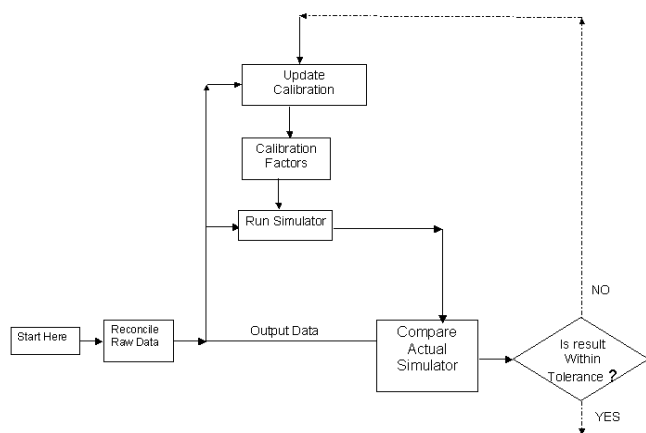 Update
Calibration
Calibration
Factors
Run Simulator
Start Here
Reconcile
Raw Data
Output Data
Compare
Actual
Simulator
NO
Is result
Within
Tolerance ?
YES